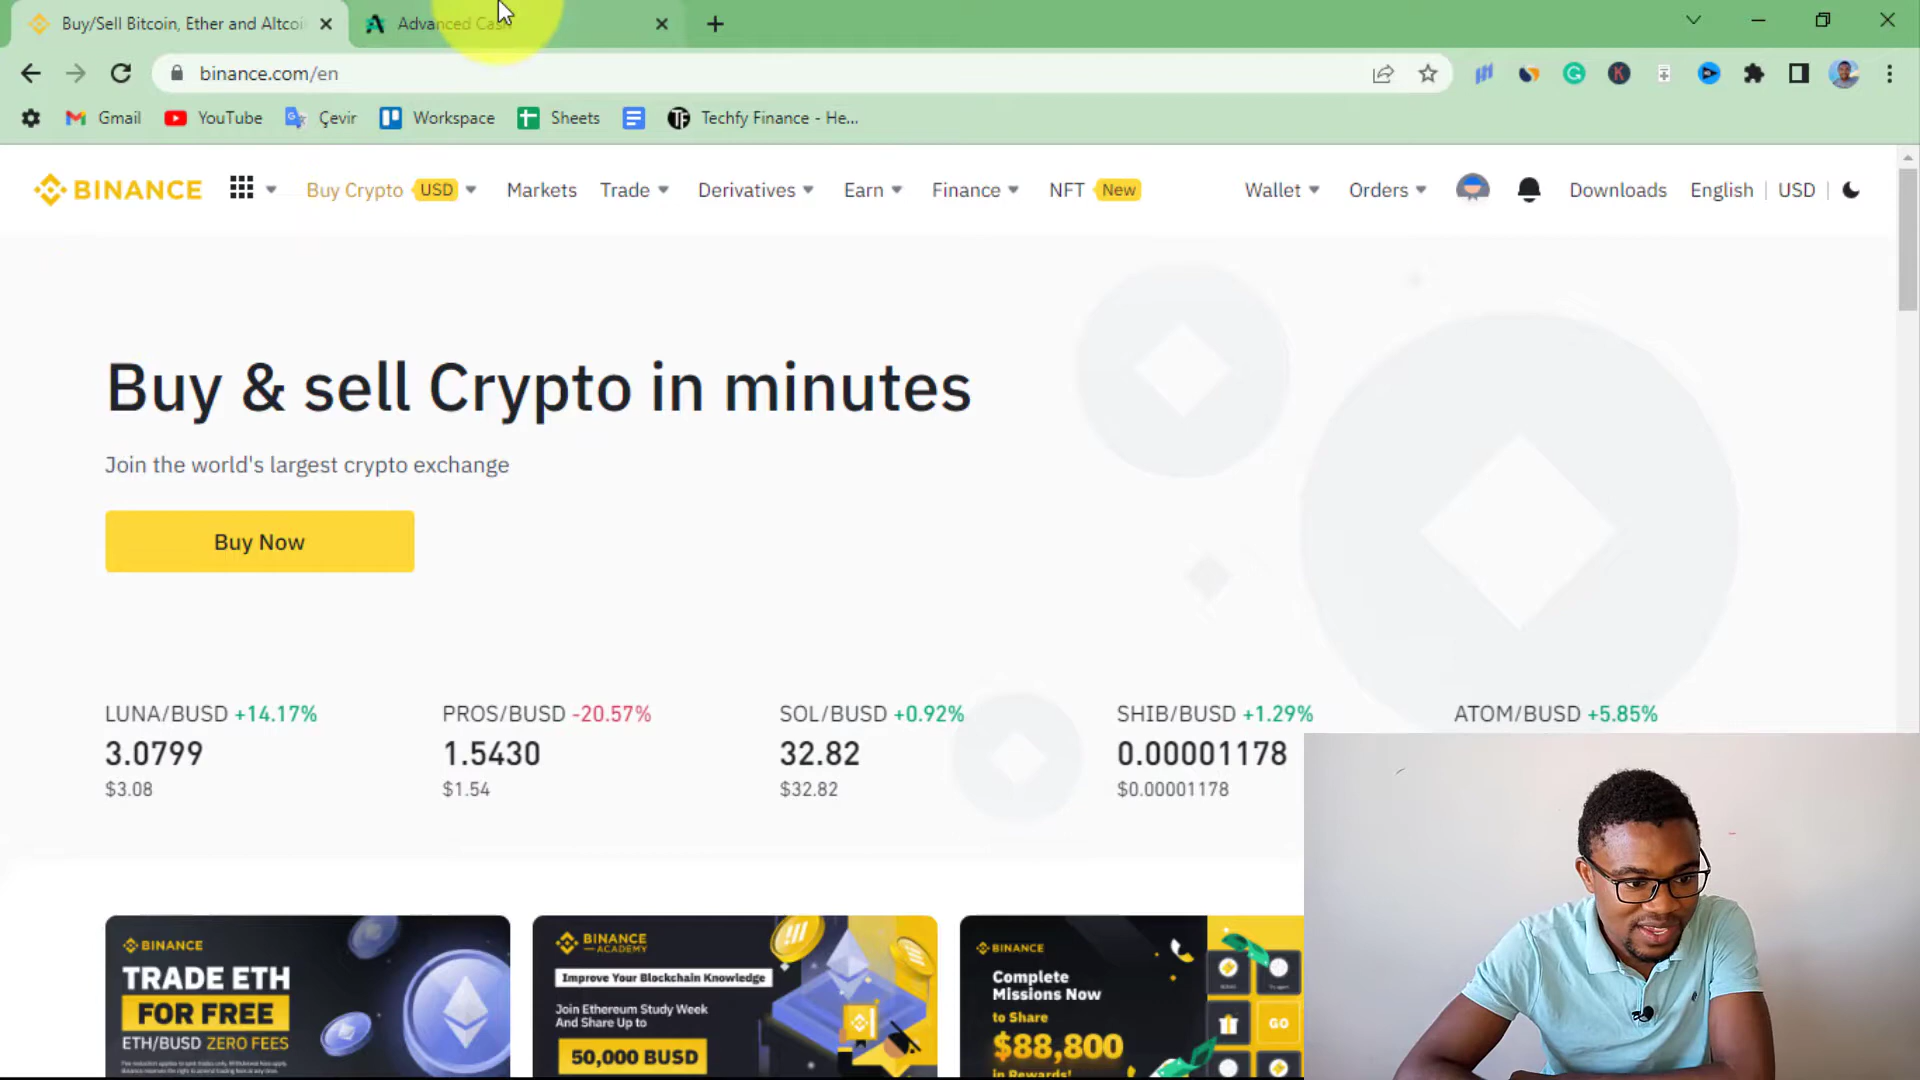 Buy/Sell Bitcoin, Ether and Altcoi
Advanced Cas
binance.com/en
Gmail
YouTube
Çevir
Workspace
Sheets
Techfy Finance - He...
BINANCE
Buy Crypto USD
Markets
Trade
Derivatives
Earn
Finance
NFT New
Wallet
Orders
Downloads
English
USD
Buy & sell Crypto in minutes
Join the world's largest crypto exchange
Buy Now
LUNA/BUSD +14.17%
3.0799
$3.08
PROS/BUSD -20.57%
1.5430
$1.54
SOL/BUSD +0.92%
32.82
$32.82
SHIB/BUSD +1.29%
0.00001178
$0.00001178
ATOM/BUSD +5.85%
BINANCE
TRADE ETH
FOR FREE
ETH/BUSD ZERO FEES
BINANCE
ACADEMY
Improve Your Blockchain Knowledge
Join Ethereum Study Week
And Share Up to
50,000 BUSD
BINANCE
Complete
Missions Now
to Share
$88,800
in Rewards!
GO